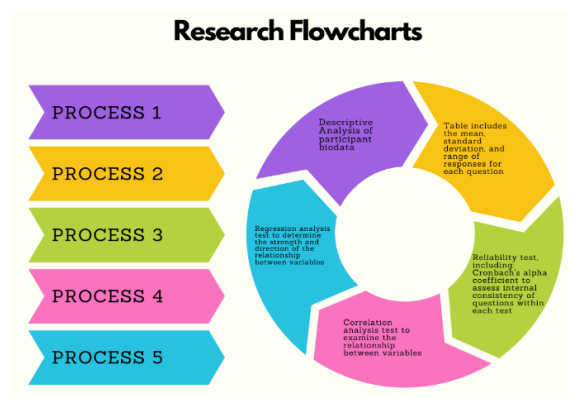 Research Flowcharts
PROCESS 1
PROCESS 2
PROCESS 3
PROCESS 4
PROCESS 5
Descriptive
Analysis of
participant
biodata
Table includes
the mean,
standard
deviation, and
range of
responses for
each question
Reliability test,
including:
Cronbach's alpha
coefficient to
assess internal
consistency of
questions within
each test
Correlation
analysis test to
examine the
relationship
between variables
Regression analysis
test to determine
the strength and
direction of the
relationship
between variables